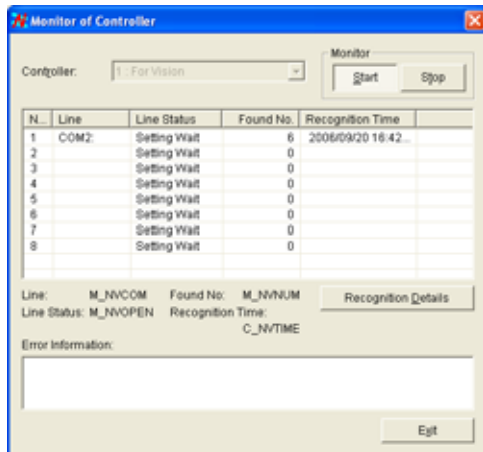 Monitor of Controller
Monitor
Controller: 1 : For Vision Start Stop
N... Line Line Status Found No. Recognition Time
1 COM2: Setting Wait 6 2006/09/20 16:42...
2 Setting Wait 0
3 Setting Wait 0
4 Setting Wait 0
5 Setting Wait 0
6 Setting Wait 0
7 Setting Wait 0
8 Setting Wait 0
Line: M_NVCOM Found No: M_NVNUM Recognition Details
Line Status: M_NVOPEN Recognition Time:
C_NVTIME
Error Information:
Exit